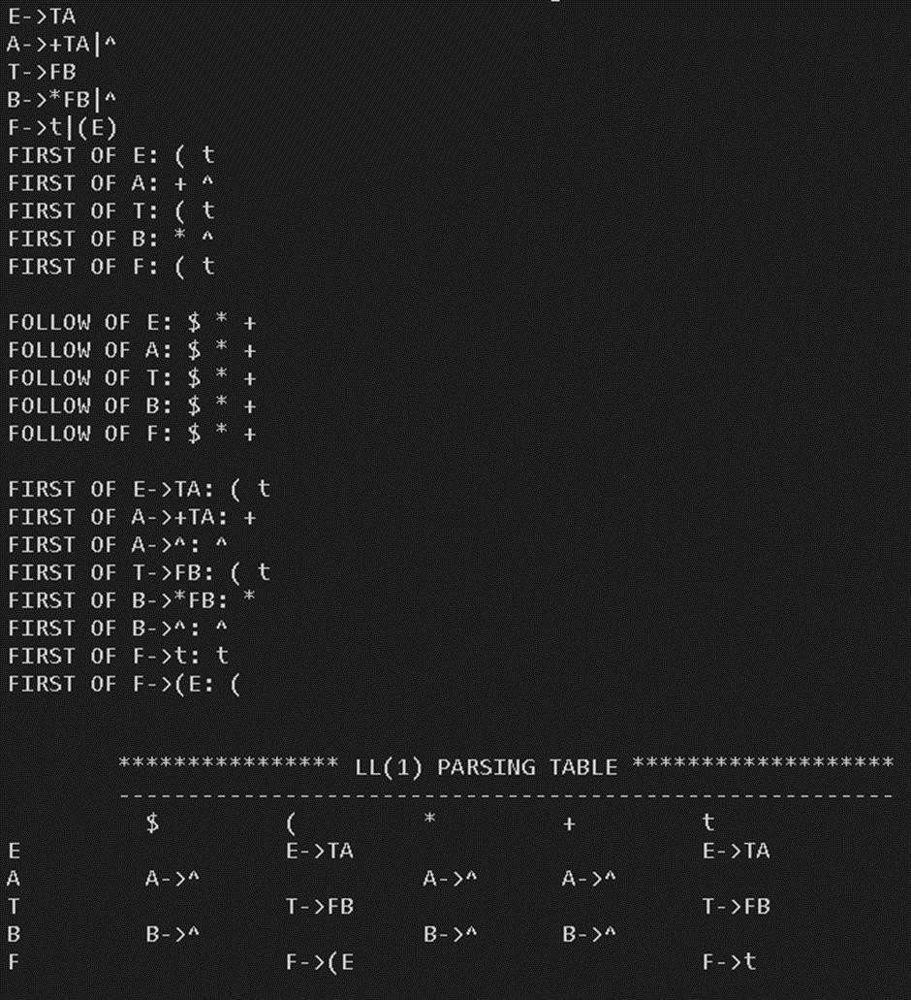 E->TA
A->+TA|^
T->FB
B->*FB|^
F->t|(E)
FIRST OF E: ( t
FIRST OF A: + ^
FIRST OF T: ( t
FIRST OF B: * ^
FIRST OF F: ( t
FOLLOW OF E: $ * +
FOLLOW OF A: $ * +
FOLLOW OF T: $ * +
FOLLOW OF B: $ * +
FOLLOW OF F: $ * +
FIRST OF E->TA: ( t
FIRST OF A->+TA: +
FIRST OF A->^: ^
FIRST OF T->FB: ( t
FIRST OF B->*FB: *
FIRST OF B->^: ^
FIRST OF F->t: t
FIRST OF F->(E: (
**************** LL(1) PARSING TABLE *******************
--------------------------------------------------------
$ ( * + t
E E->TA E->TA
A A->^ A->^ A->^
T T->FB T->FB
B B->^ B->^ B->^
F F->(E F->t